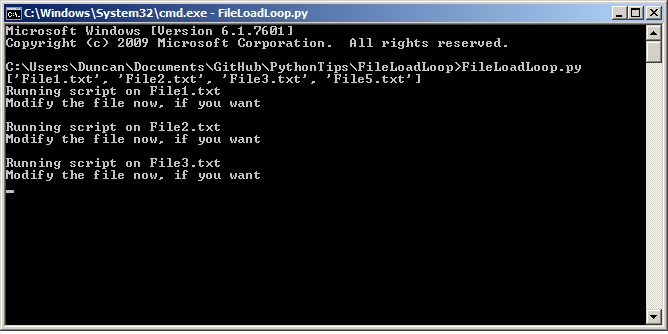 C:\Windows\System32\cmd.exe - FileLoadLoop.py
Microsoft Windows [Version 6.1.7601]
Copyright (c) 2009 Microsoft Corporation.  All rights reserved.
C:\Users\Duncan\Documents\GitHub\PythonTips\FileLoadLoop>FileLoadLoop.py
['File1.txt', 'File2.txt', 'File3.txt', 'File5.txt']
Running script on File1.txt
Modify the file now, if you want
Running script on File2.txt
Modify the file now, if you want
Running script on File3.txt
Modify the file now, if you want